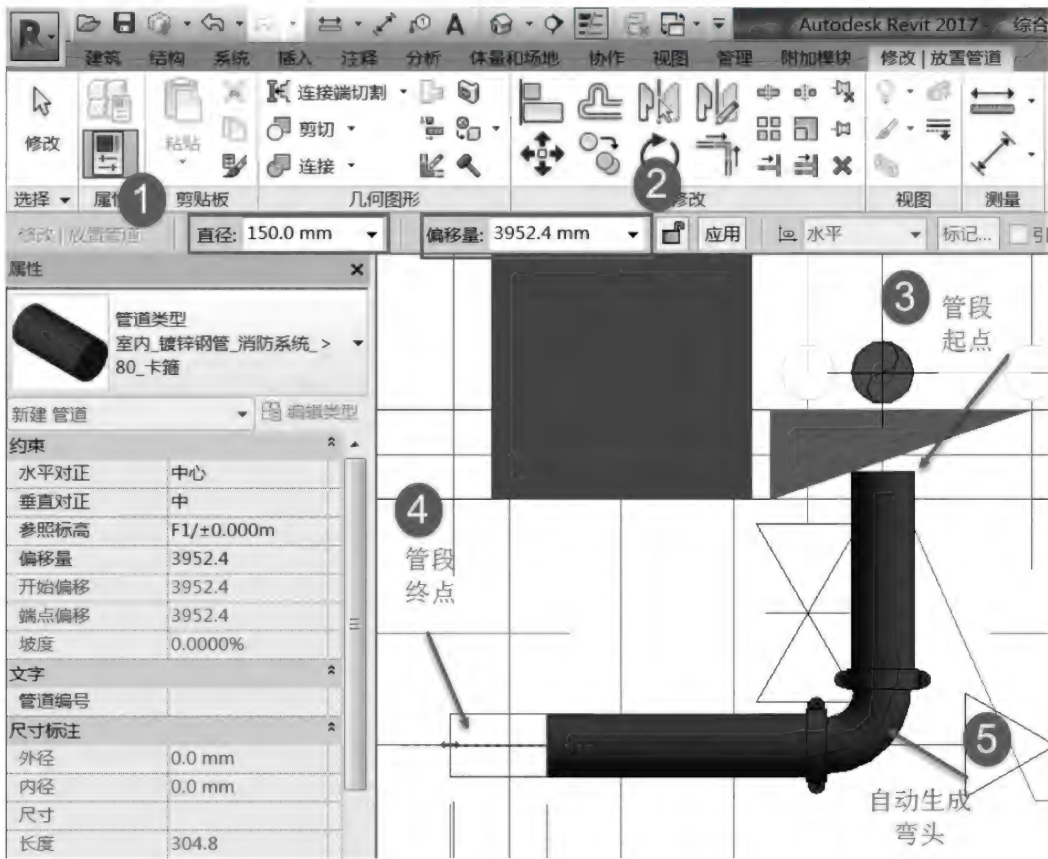 Autodesk Revit 2017 - 综合
建筑 结构 系统 插入 注释 分析 体量和场地 协作 视图 管理 附加模块 修改 | 放置管道
修改
粘贴
连接端切割
剪切
连接
选择 属性 剪贴板 几何图形 修改 视图 测量
1
2
修改 | 放置管道 直径: 150.0 mm 偏移量: 3952.4 mm 应用 水平 标记... 引
属性
管道类型
室内_镀锌钢管_消防系统_>
80_卡箍
新建 管道 编辑类型
约束
水平对正 中心
垂直对正 中
参照标高 F1/±0.000m
偏移量 3952.4
开始偏移 3952.4
端点偏移 3952.4
坡度 0.0000%
文字
管道编号
尺寸标注
外径 0.0 mm
内径 0.0 mm
尺寸
长度 304.8
3
管段
起点
4
管段
终点
5
自动生成
弯头